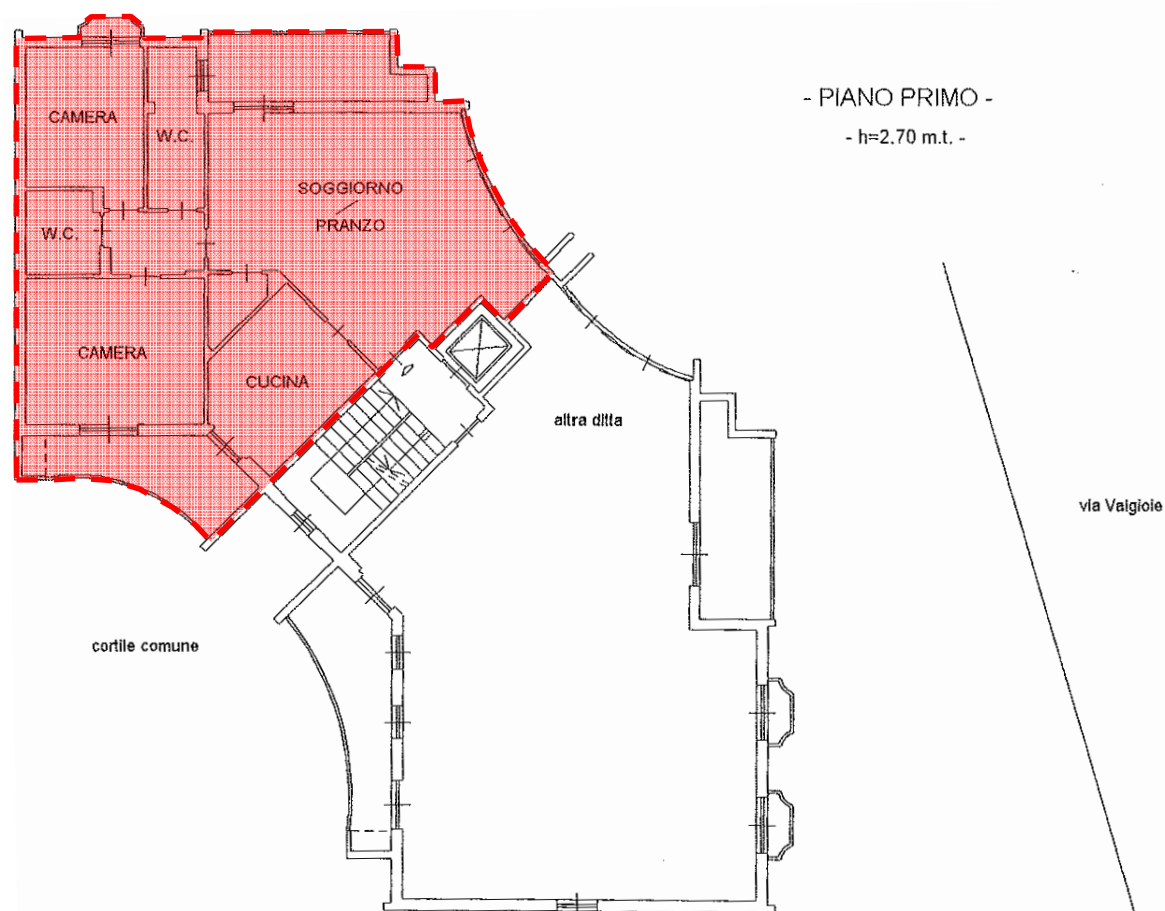 - PIANO PRIMO -
- h=2.70 m.t. -
CAMERA
W.C.
SOGGIORNO
PRANZO
W.C.
CAMERA
CUCINA
altra ditta
via Valgioie
cortile comune